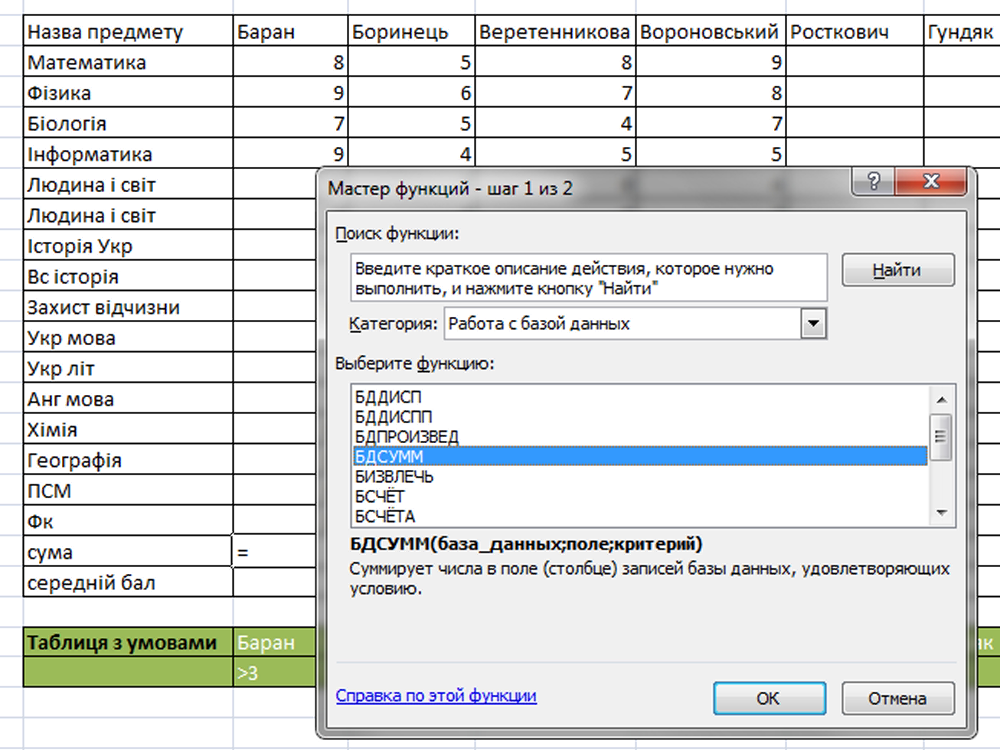 Назва предмету Баран Боринець Веретенникова Вороновський Росткович Гундяк
Математика 8 5 8 9
Фізика 9 6 7 8
Біологія 7 5 4 7
Інформатика 9 4 5 5
Людина і світ
Мастер функций - шаг 1 из 2
Людина і світ
Поиск функции:
Історія Укр
Введите краткое описание действия, которое нужно
выполнить, и нажмите кнопку "Найти"
Найти
Вс історія
Захист відчизни
Категория: Работа с базой данных
Укр мова
Выберите функцию:
Укр літ
Анг мова
БДДИСП
БДДИСПП
Хімія
БДПРОИЗВЕД
БДСУММ
Географія
БИЗВЛЕЧЬ
ПСМ
БСЧЁТ
БСЧЁТА
Фк
БДСУММ(база_данных;поле;критерий)
сума =
Суммирует числа в поле (столбце) записей базы данных, удовлетворяющих
условию.
середній бал
Таблиця з умовами Баран як
>3
Справка по этой функции ОК Отмена